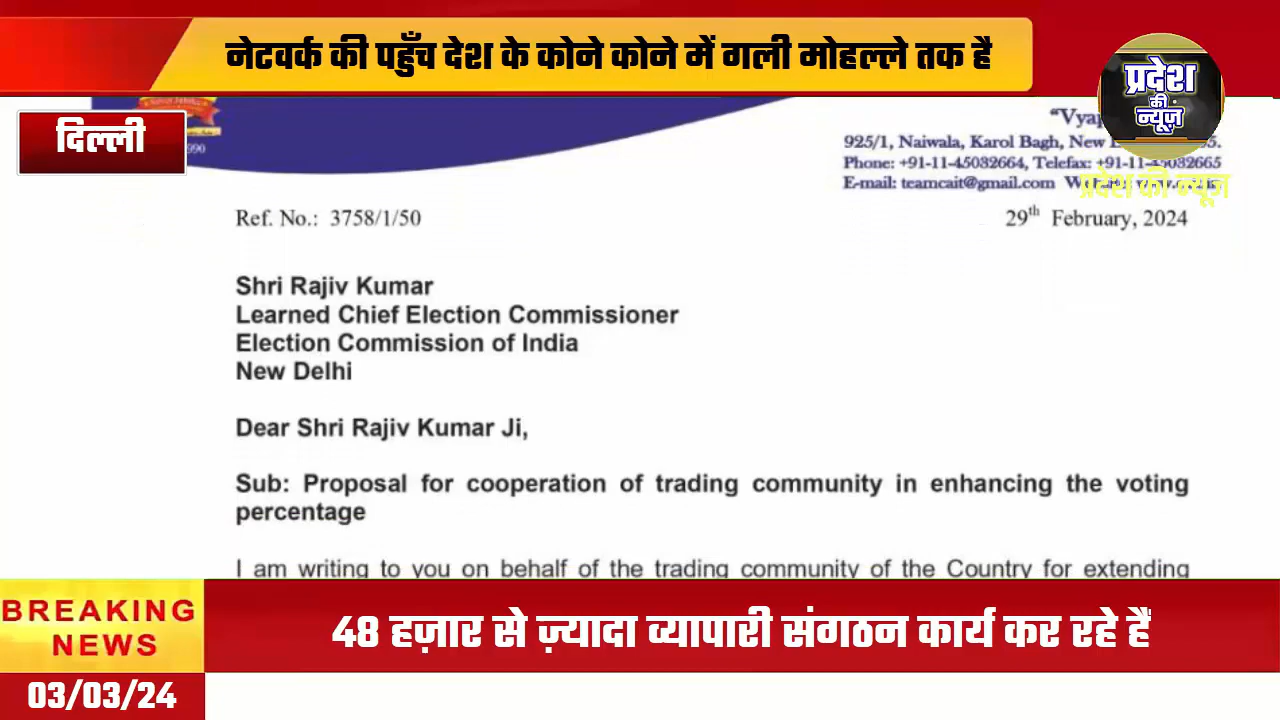 नेटवर्क की पहुँच देश के कोने कोने में गली मोहल्ले तक है
प्रदेश
की
न्यूज़
दिल्ली
925/1, Naiwala, Karol Bagh, New
Phone: +91-11-45082664, Telefax: +91-11-45082665
E-mail: teamcait@gmail.com
प्रदेश की न्यूज़
Ref. No.: 3758/1/50
29th February, 2024
Shri Rajiv Kumar
Learned Chief Election Commissioner
Election Commission of India
New Delhi
Dear Shri Rajiv Kumar Ji,
Sub: Proposal for cooperation of trading community in enhancing the voting
percentage
I am writing to you on behalf of the trading community of the Country for extending
BREAKING
NEWS
48 हज़ार से ज़्यादा व्यापारी संगठन कार्य कर रहे हैं
03/03/24